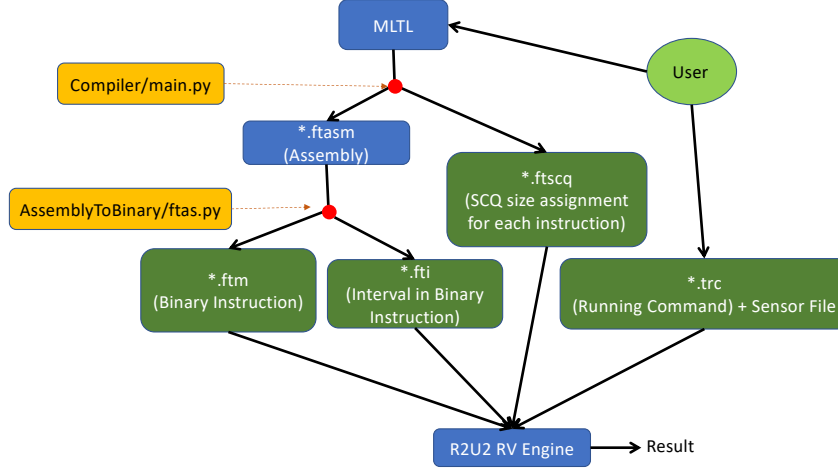 MLTL
User
Compiler/main.py
*.ftasm
(Assembly)
*.ftscq
(SCQ size assignment
for each instruction)
AssemblyToBinary/ftas.py
*.ftm
(Binary Instruction)
*.fti
(Interval in Binary
Instruction)
*.trc
(Running Command) + Sensor File
R2U2 RV Engine
Result